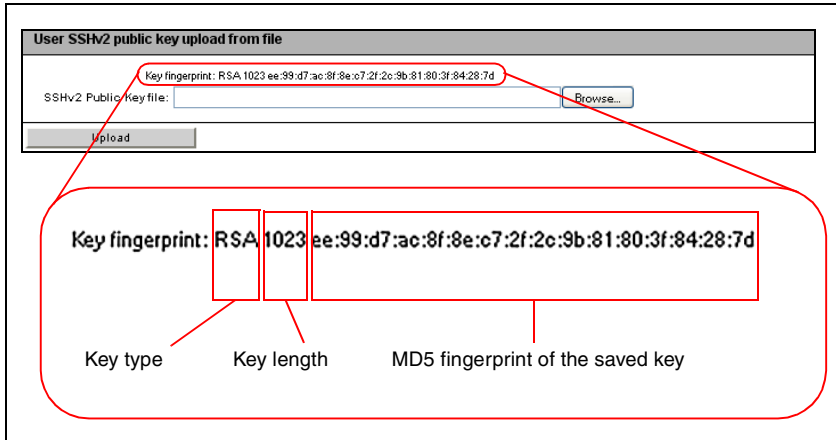 User SSHv2 public key upload from file
Key fingerprint: RSA 1023 ee:99:d7:ac:8f:8e:c7:2f:2c:9b:81:80:3f:84:28:7d
SSHv2 Public Key file: Browse...
Upload
Key fingerprint: RSA 1023 ee:99:d7:ac:8f:8e:c7:2f:2c:9b:81:80:3f:84:28:7d
Key type Key length MD5 fingerprint of the saved key